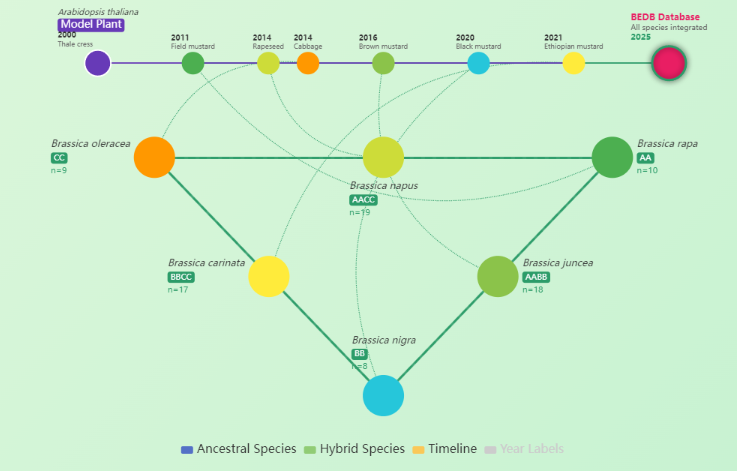 Arabidopsis thaliana
Model Plant
2000
Thale cress
2011
Field mustard
2014
Rapeseed
2014
Cabbage
2016
Brown mustard
2020
Black mustard
2021
Ethiopian mustard
BEDB Database
All species integrated
2025
Brassica oleracea
CC
n=9
Brassica napus
AACC
n=19
Brassica rapa
AA
n=10
Brassica carinata
BBCC
n=17
Brassica juncea
AABB
n=18
Brassica nigra
BB
n=8
Ancestral Species
Hybrid Species
Timeline
Year Labels